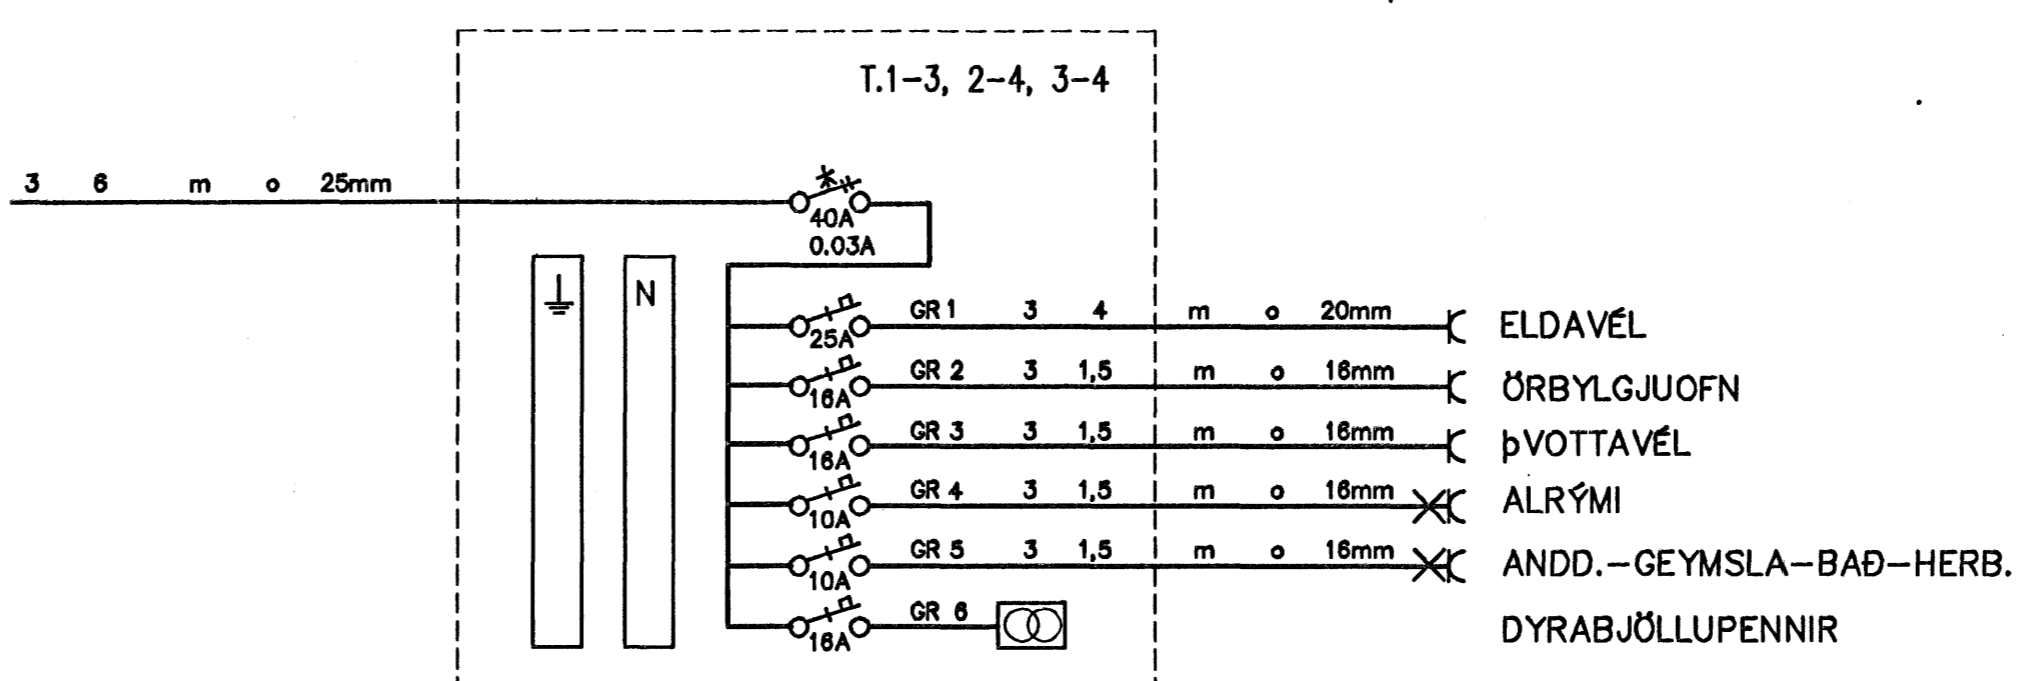 T.1-3, 2-4, 3-4
3 6 m o 25mm
40A
0.03A
N
GR 1 3 4 m o 20mm ELDAVÉL
25A
GR 2 3 1,5 m o 16mm ÖRBYLGJUOFN
16A
GR 3 3 1,5 m o 16mm ÞVOTTAVÉL
16A
GR 4 3 1,5 m o 16mm ALRÝMI
10A
GR 5 3 1,5 m o 16mm ANDD.-GEYMSLA-BAÐ-HERB.
10A
GR 6 DYRABJÖLLUPENNIR
16A